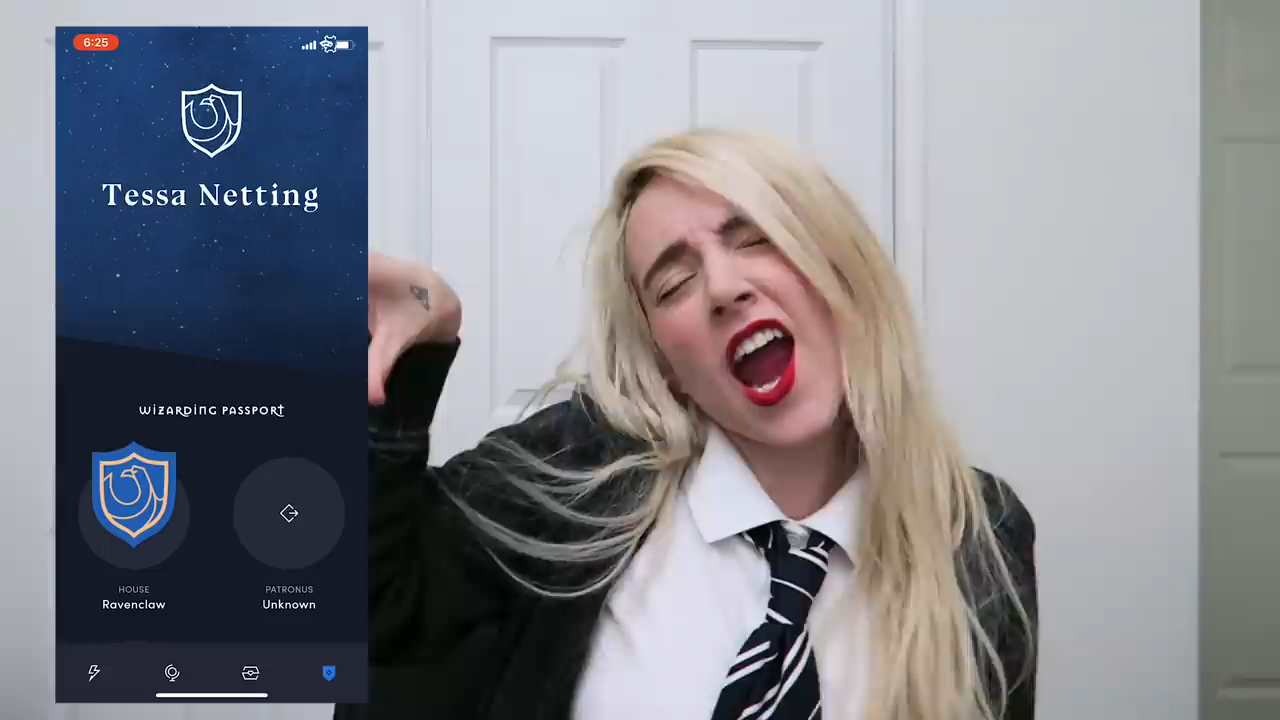 6:25
Tessa Netting
WIZARDING PASSPORT
HOUSE
Ravenclaw
PATRONUS
Unknown